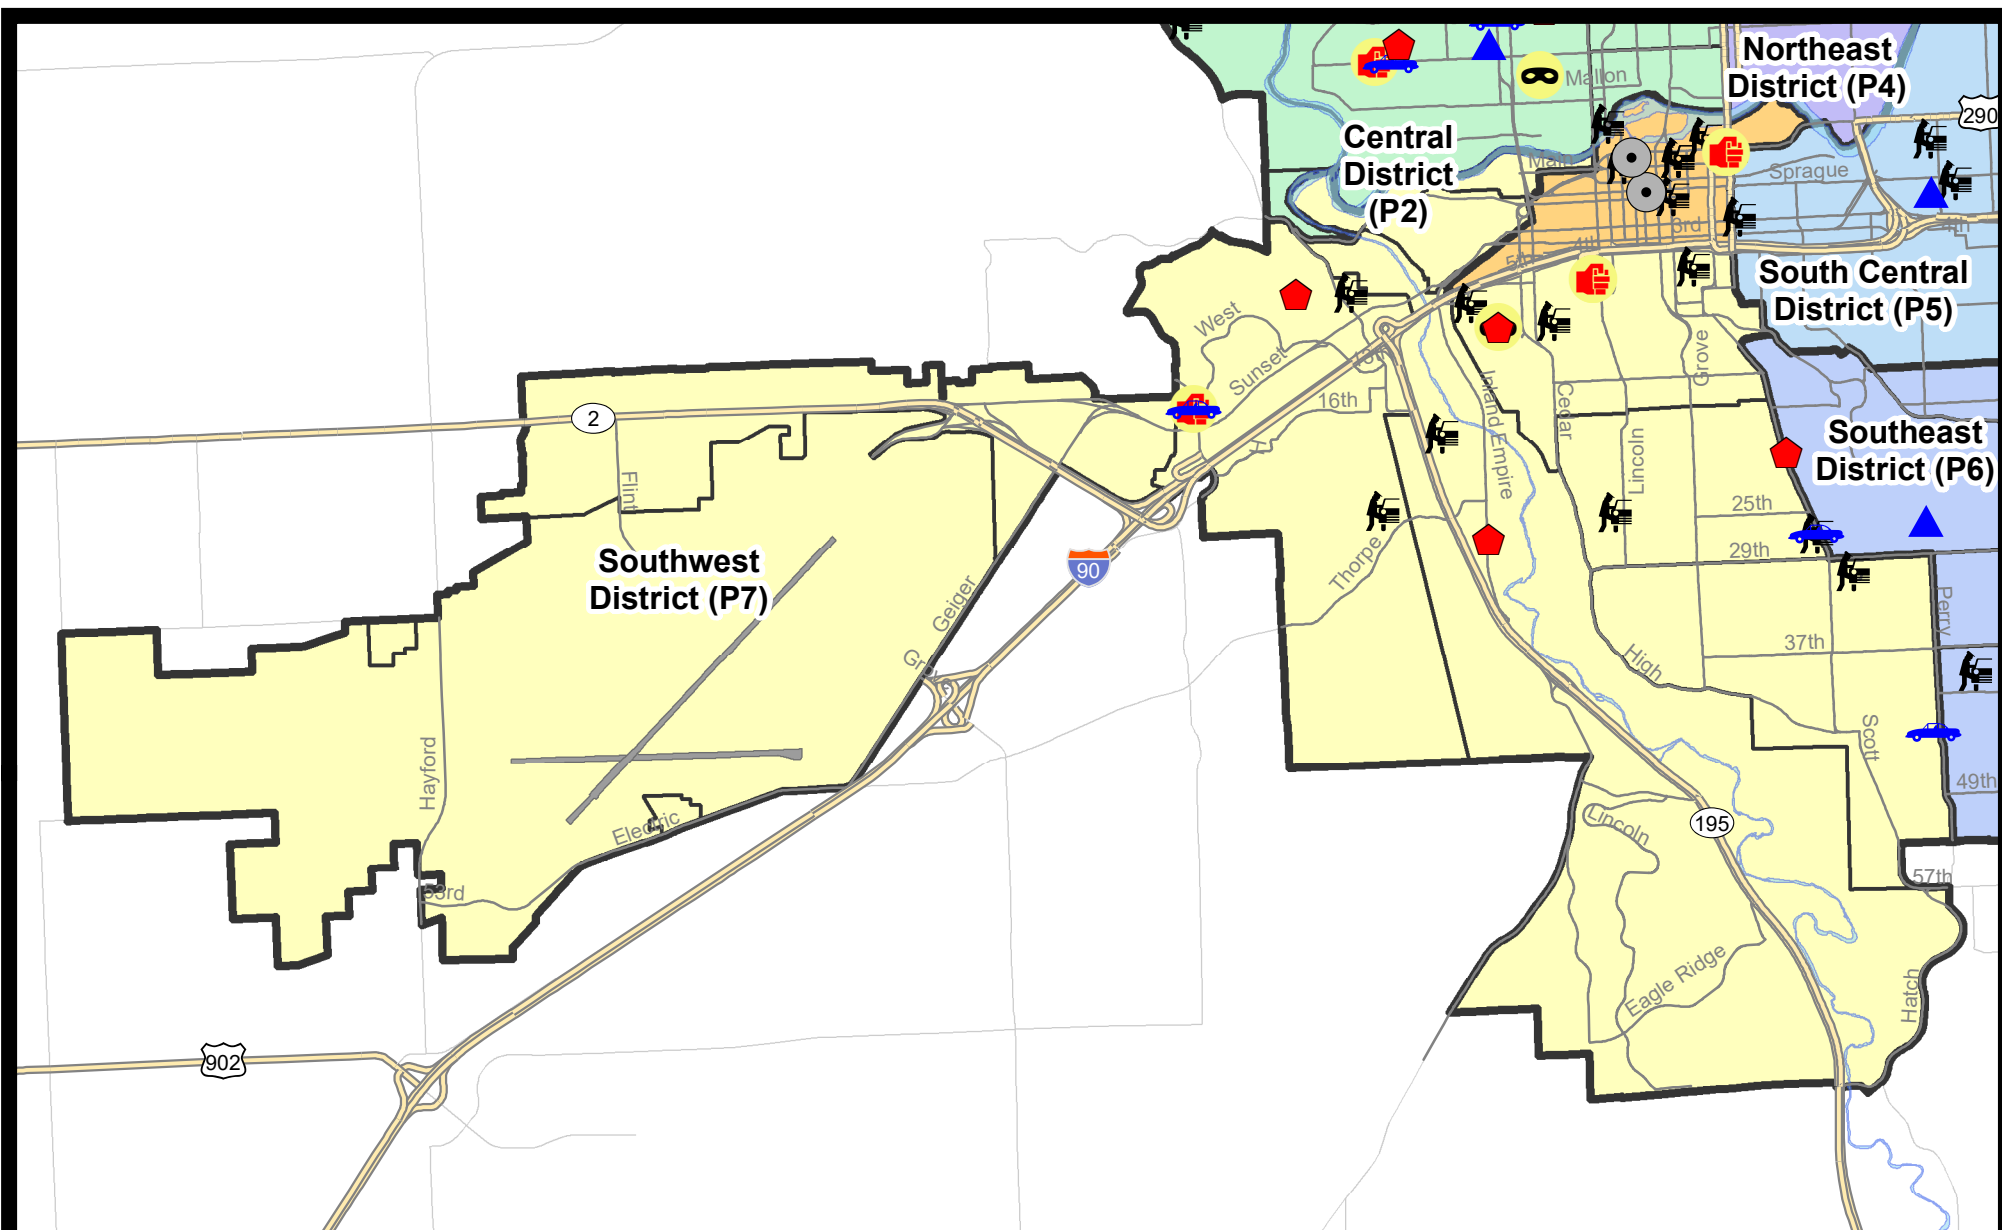 Northeast
District (P4)
290
Mallon
Central
District
(P2)
Main
Sprague
3rd
4th
4th
5th
South Central
District (P5)
West
Sunset
16th
Inland Empire
Cedar
Grove
Lincoln
2
Flint
Southeast
District (P6)
25th
29th
Southwest
District (P7)
90
Geiger
Thorpe
Perry
37th
High
Grove
Hayford
Scott
49th
Electric
Lincoln
195
53rd
57th
Eagle Ridge
Hatch
902